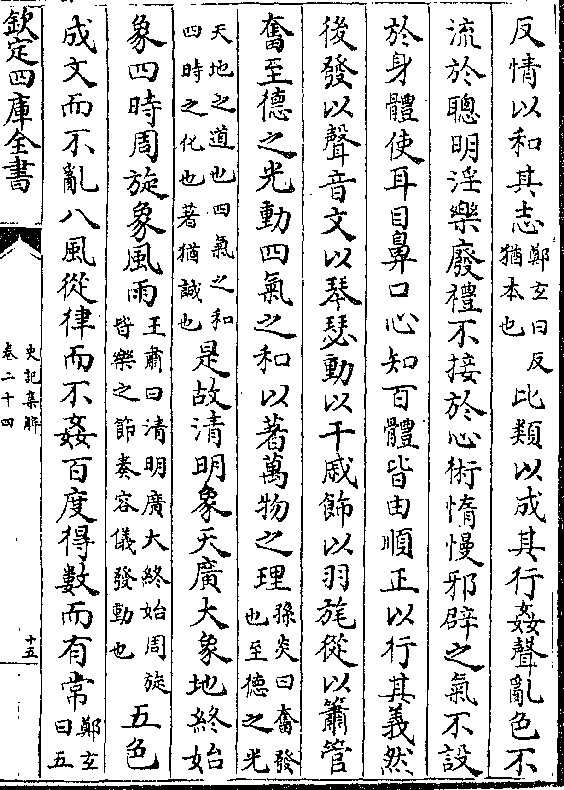 反情以和其志鄭玄曰反猶本也比類以成其行姦聲亂色不
流於聰明淫樂廢禮不接於心術惰慢邪辟之氣不設
於身體使耳目鼻口心知百體皆由順正以行其義然
後發以聲音文以琴瑟動以干戚飾以羽旄從以簫管
奮至德之光動四氣之和以著萬物之理孫炎曰奮發也至德之光
天地之道也四氣之和四時之化也著猶誠也是故清明象天廣大象地終始
象四時周旋象風雨王肅曰清明廣大終始周旋皆樂之節奏容儀發動也五色
成文而不亂八風從律而不姦百度得數而有常鄭玄曰五
欽定四庫全書
史記集解
卷二十四
十五